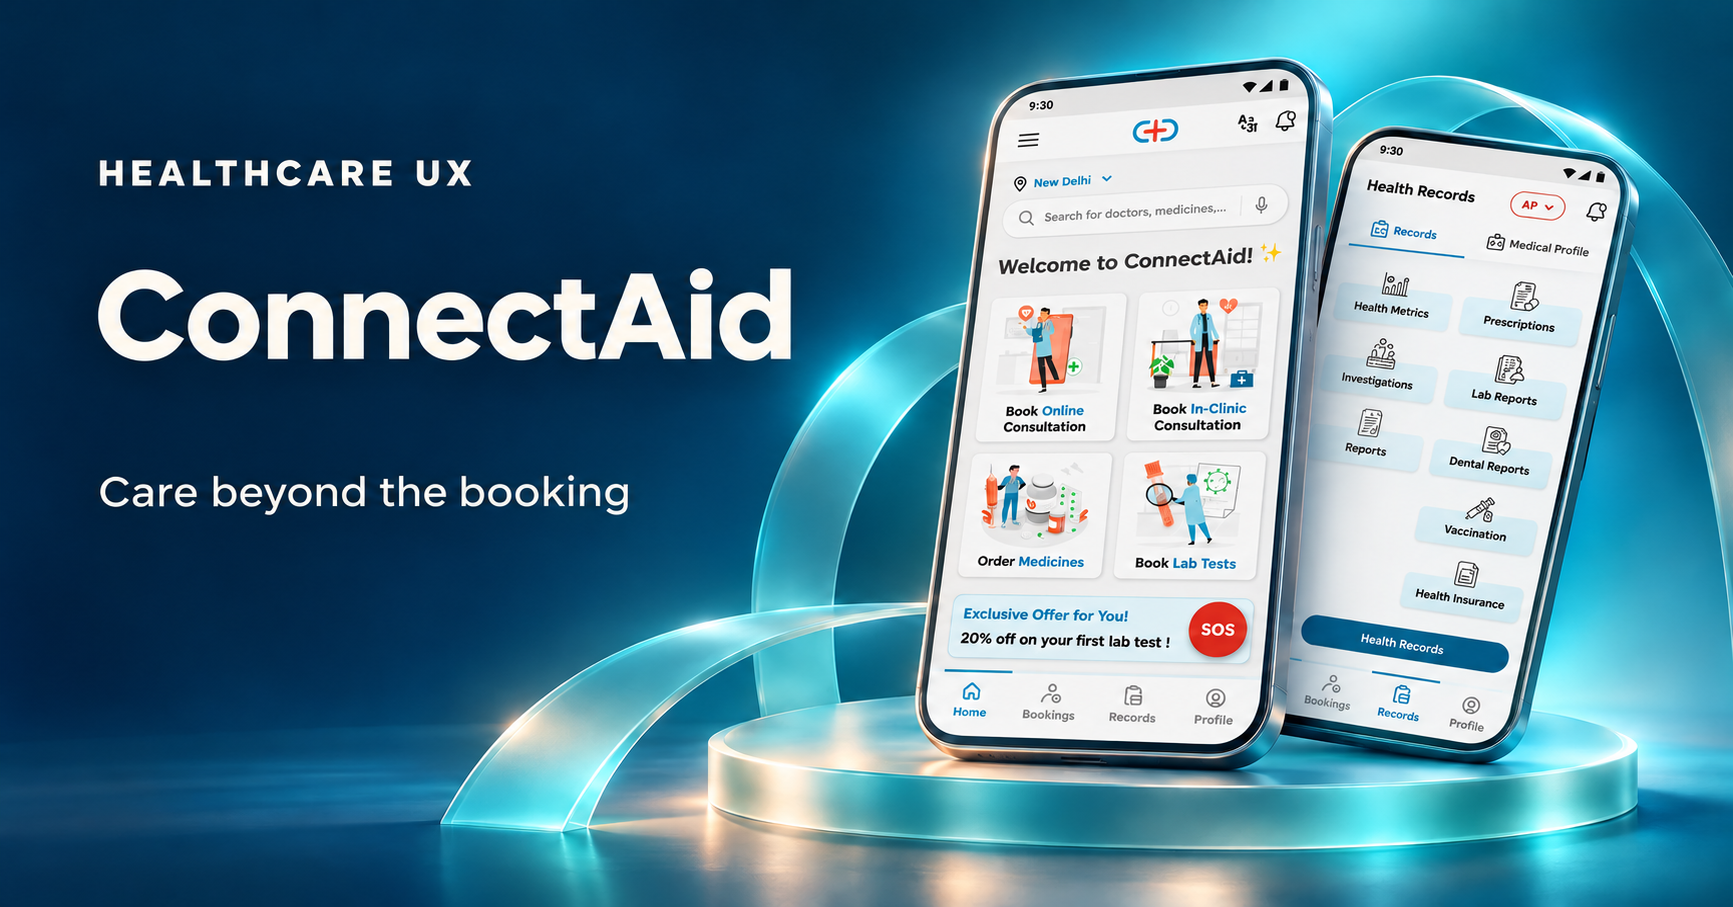 HEALTHCARE UX
ConnectAid
Care beyond the booking
9:30
New Delhi
Search for doctors, medicines,...
Welcome to ConnectAid!
Book Online
Consultation
Book In-Clinic
Consultation
Order Medicines
Book Lab Tests
Exclusive Offer for You!
20% off on your first lab test !
SOS
Home
Bookings
Records
Profile
9:30
Health Records
AP
Records
Medical Profile
Health Metrics
Prescriptions
Investigations
Lab Reports
Reports
Dental Reports
Vaccination
Health Insurance
Health Records
Bookings
Records
Profile